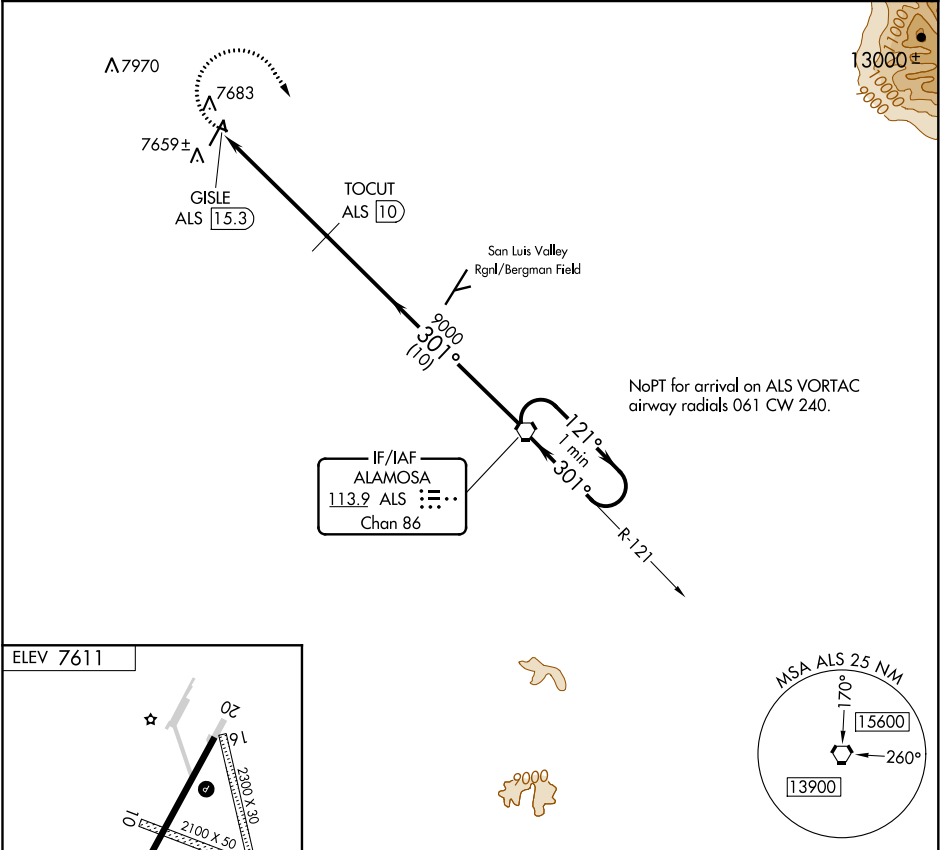 7970
7683
7659±
GISLE
ALS 15.3
TOCUT
ALS 10
San Luis Valley
Rgnl/Bergman Field
11000
13000±
10000
9000
9000
301°
(10)
NoPT for arrival on ALS VORTAC
airway radials 061 CW 240.
121°
1 min
301°
R-121
IF/IAF
ALAMOSA
113.9 ALS
Chan 86
ELEV 7611
20
16
2300 X 30
P
10
2100 X 50
9000
MSA ALS 25 NM
170°
15600
260°
13900